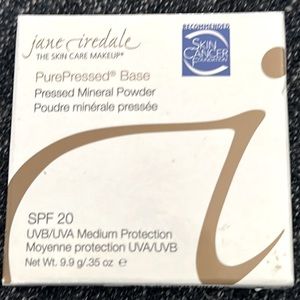 jane iredale
THE SKIN CARE MAKEUP®
RECOMMENDED
SKIN
CANCER
FOUNDATION
PurePressed® Base
Pressed Mineral Powder
Poudre minérale pressée
SPF 20
UVB/UVA Medium Protection
Moyenne protection UVA/UVB
Net Wt. 9.9 g/.35 oz ℮